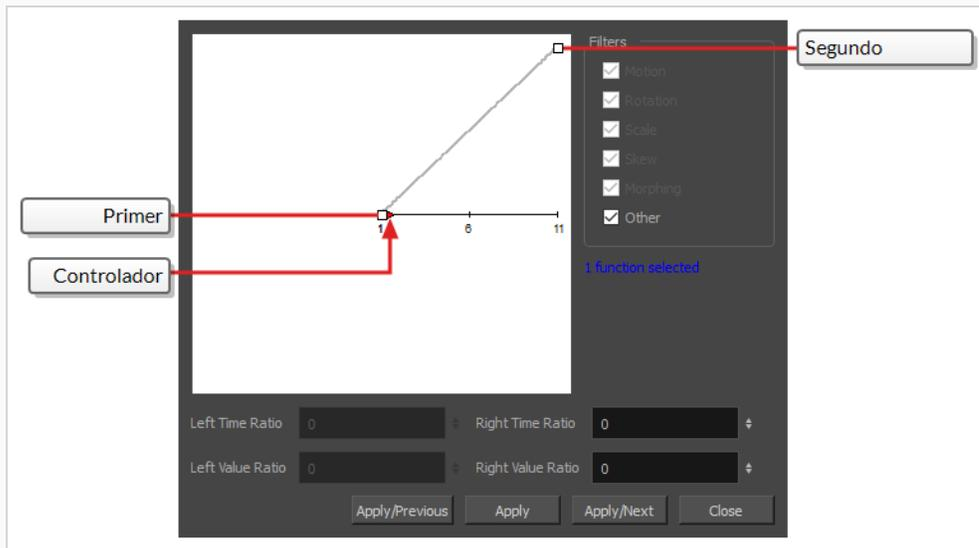 Filters
Segundo
Motion
Rotation
Scale
Skew
Morphing
Primer
Other
1
6
11
Controlador
1 function selected
Left Time Ratio 0 Right Time Ratio 0
Left Value Ratio 0 Right Value Ratio 0
Apply/Previous Apply Apply/Next Close